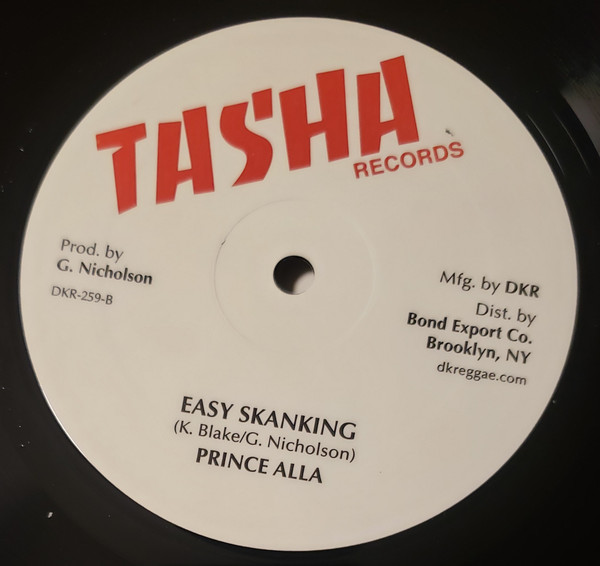 TASHA
RECORDS
Prod. by
G. Nicholson
DKR-259-B
Mfg. by DKR
Dist. by
Bond Export Co.
Brooklyn, NY
dkreggae.com
EASY SKANKING
(K. Blake/G. Nicholson)
PRINCE ALLA